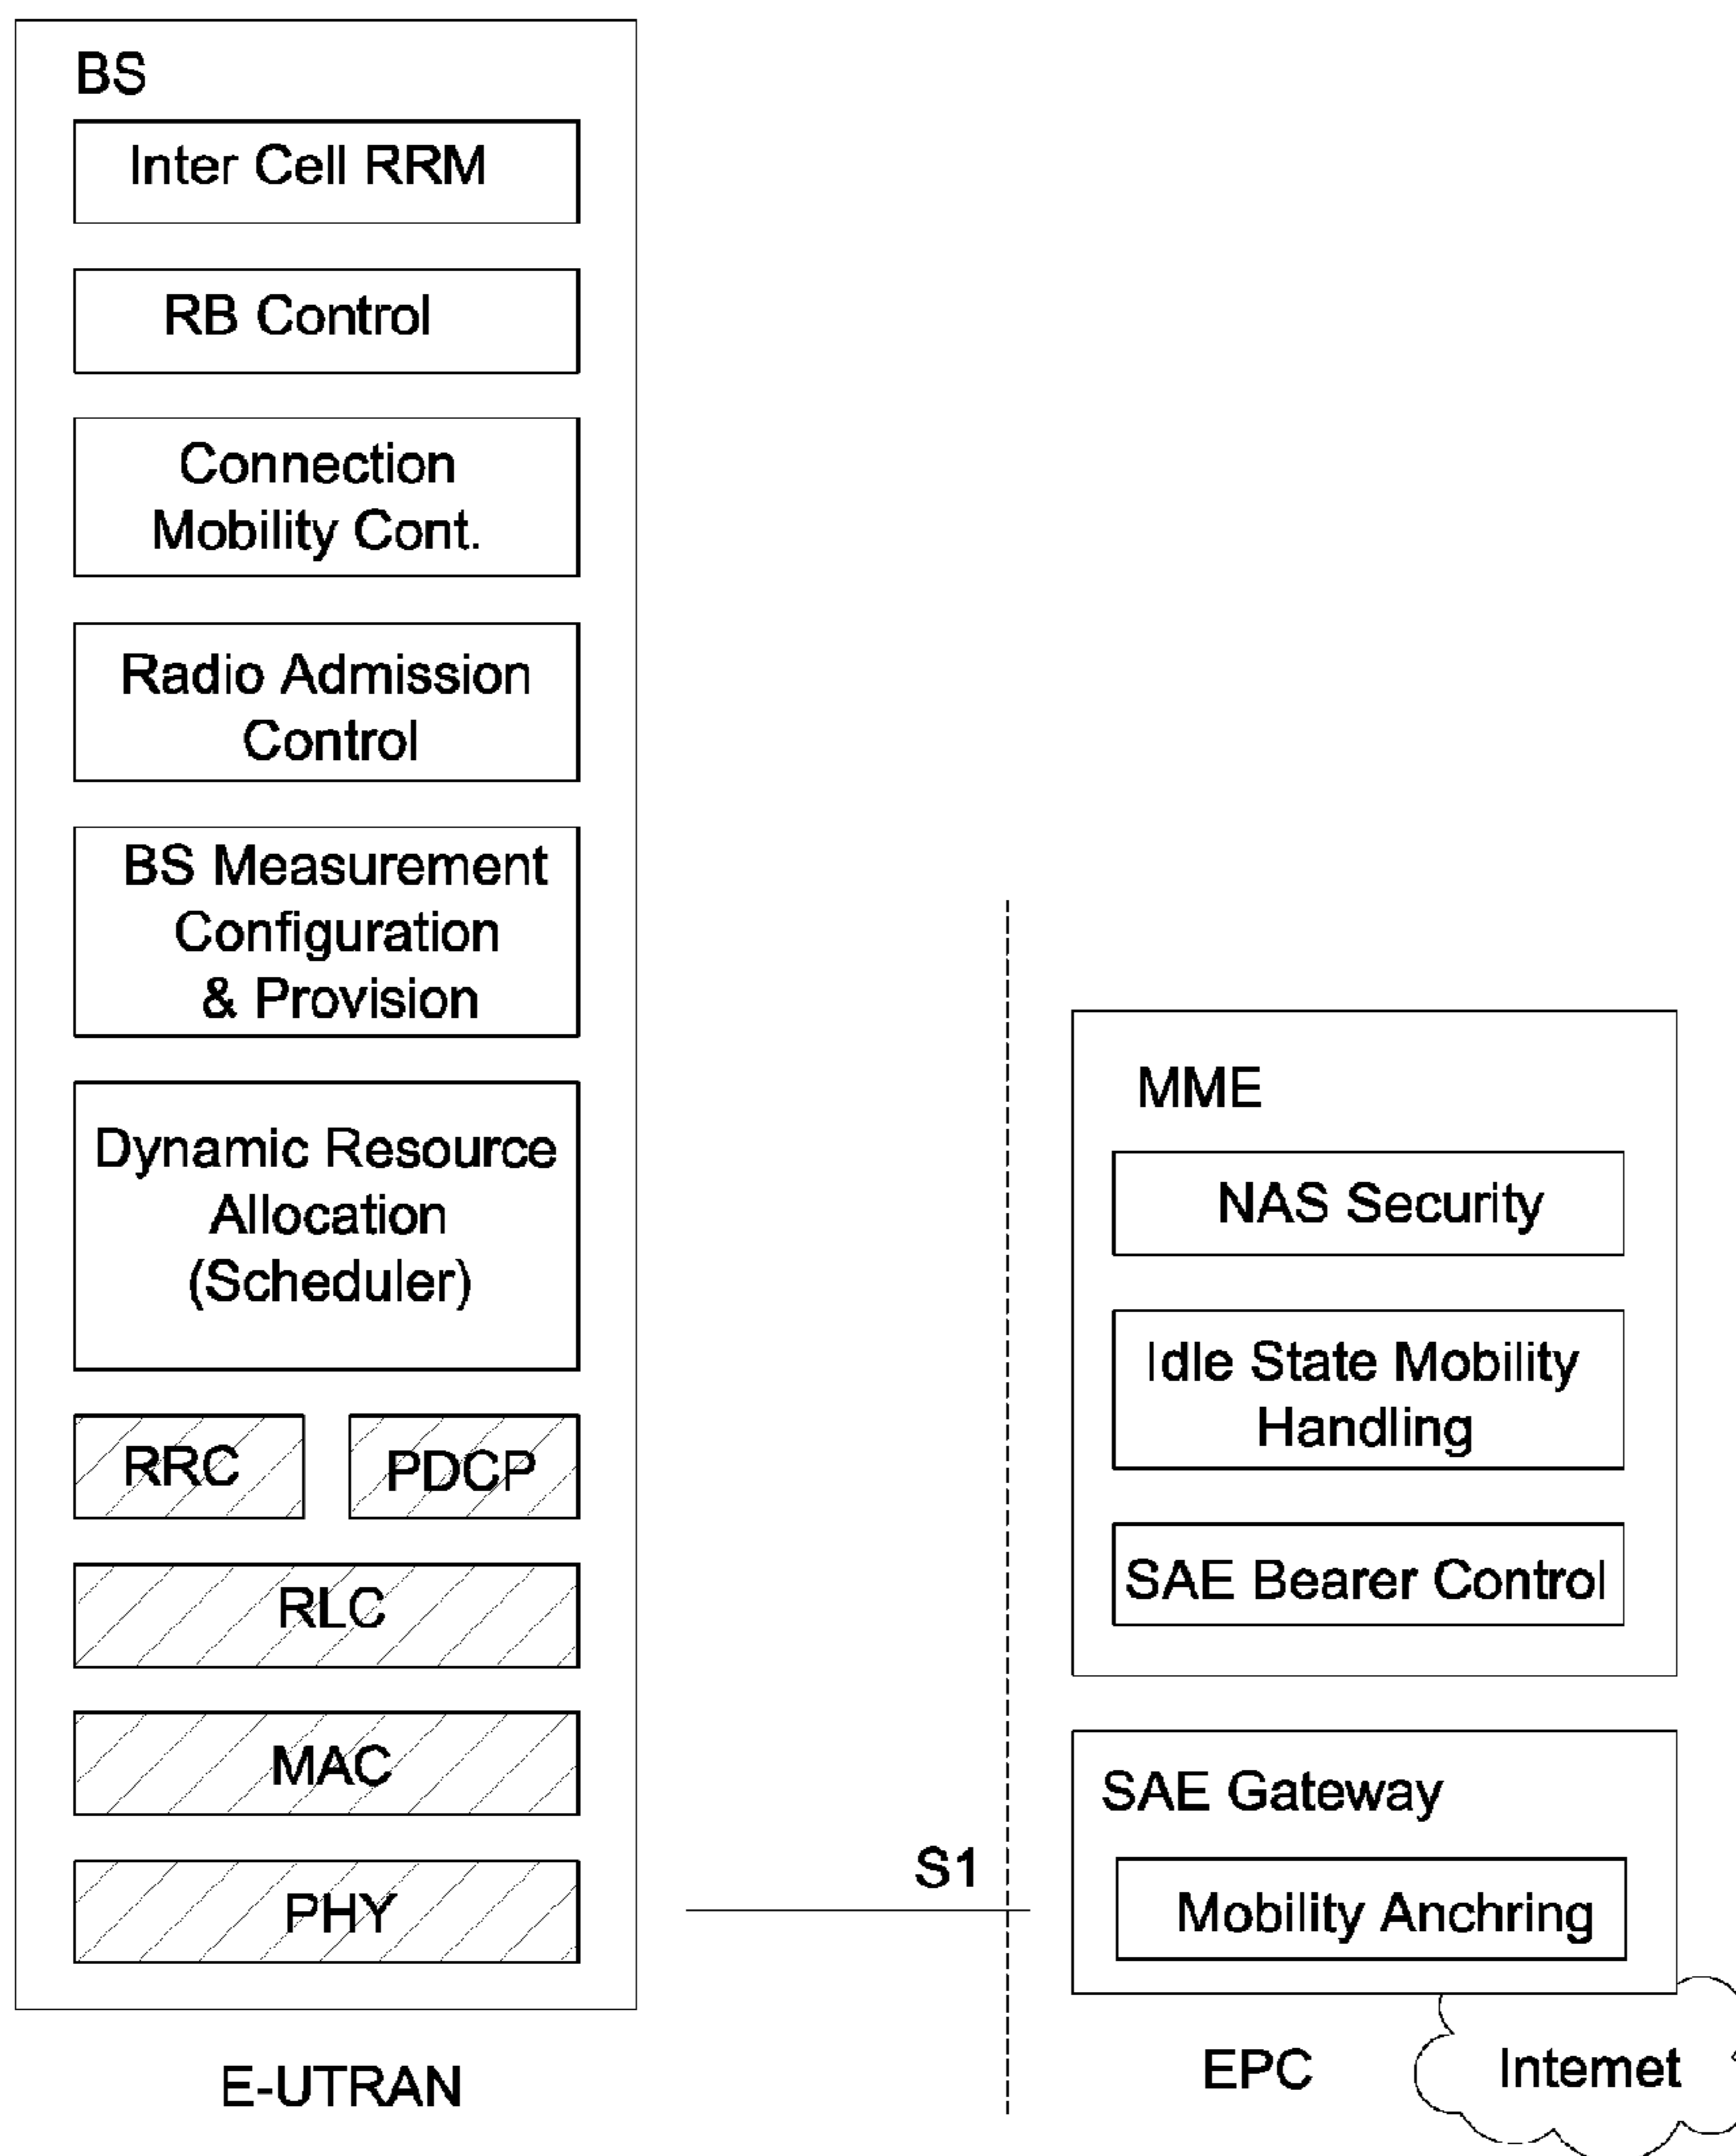 BS
Inter Cell RRM
RB Control
Connection
Mobility Cont.
Radio Admission
Control
BS Measurement
Configuration
& Provision
Dynamic Resource
Allocation
(Scheduler)
RRC
PDCP
RLC
MAC
PHY
E-UTRAN
S1
MME
NAS Security
Idle State Mobility
Handling
SAE Bearer Control
SAE Gateway
Mobility Anchring
EPC
Internet